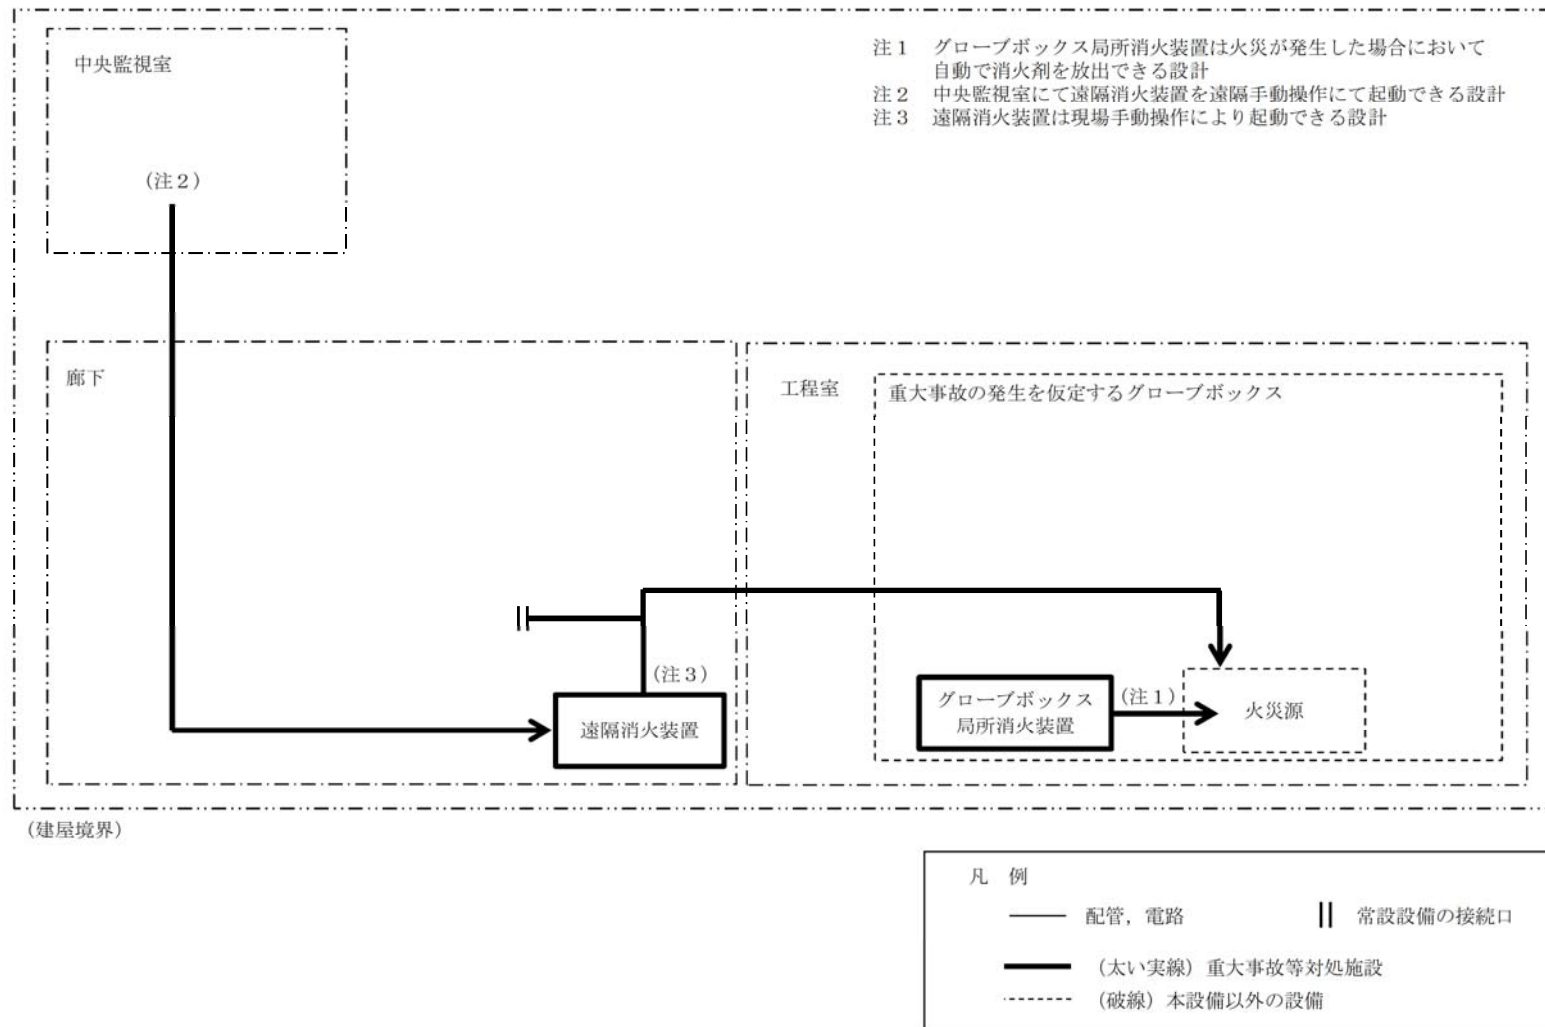 中央監視室
注１　グローブボックス局所消火装置は火災が発生した場合において
自動で消火剤を放出できる設計
注２　中央監視室にて遠隔消火装置を遠隔手動操作にて起動できる設計
注３　遠隔消火装置は現場手動操作により起動できる設計
（注２）
廊下
工程室
重大事故の発生を仮定するグローブボックス
（注３）
遠隔消火装置
グローブボックス
局所消火装置
（注１）
火災源
（建屋境界）
凡　例
配管，電路
常設設備の接続口
（太い実線）重大事故等対処施設
（破線）本設備以外の設備